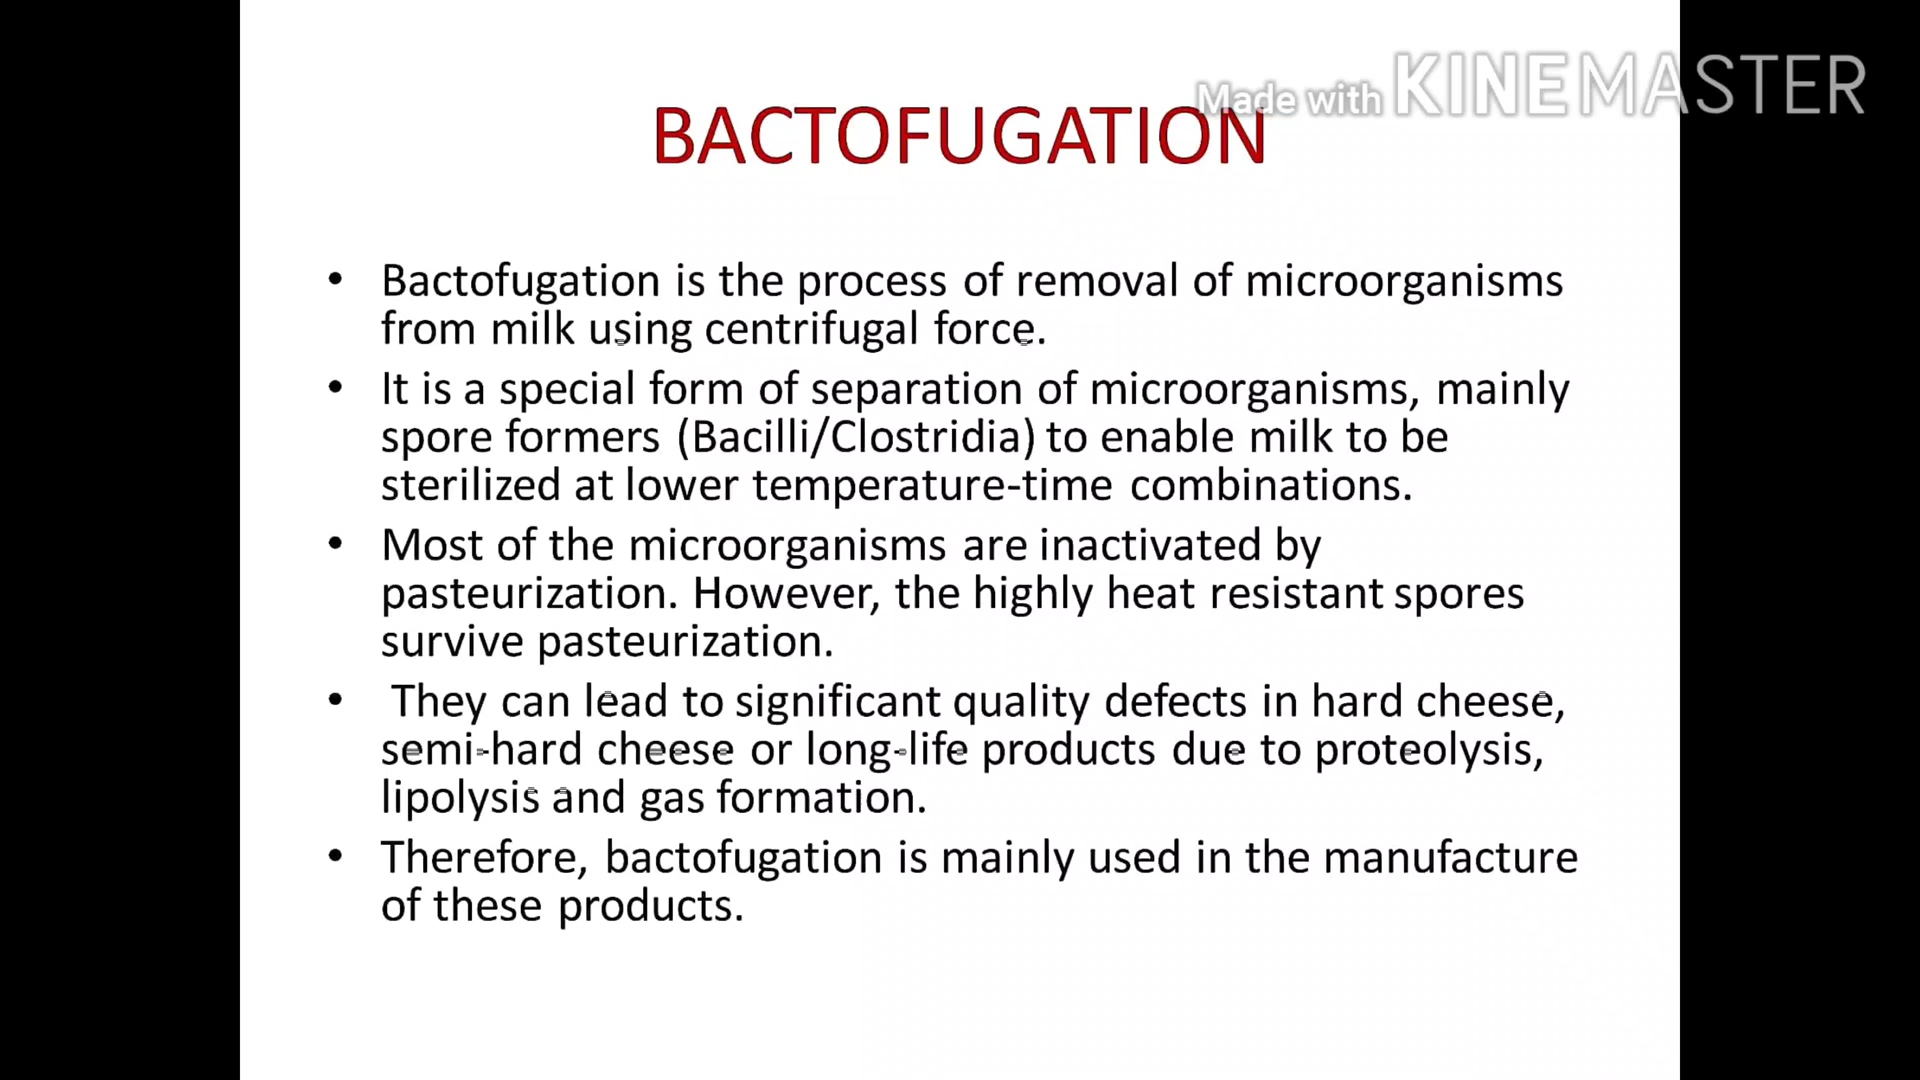 Made with KINEMASTER
BACTOFUGATION
• Bactofugation is the process of removal of microorganisms
from milk using centrifugal force.
• It is a special form of separation of microorganisms, mainly
spore formers (Bacilli/Clostridia) to enable milk to be
sterilized at lower temperature-time combinations.
• Most of the microorganisms are inactivated by
pasteurization. However, the highly heat resistant spores
survive pasteurization.
• They can lead to significant quality defects in hard cheese,
semi-hard cheese or long-life products due to proteolysis,
lipolysis and gas formation.
• Therefore, bactofugation is mainly used in the manufacture
of these products.